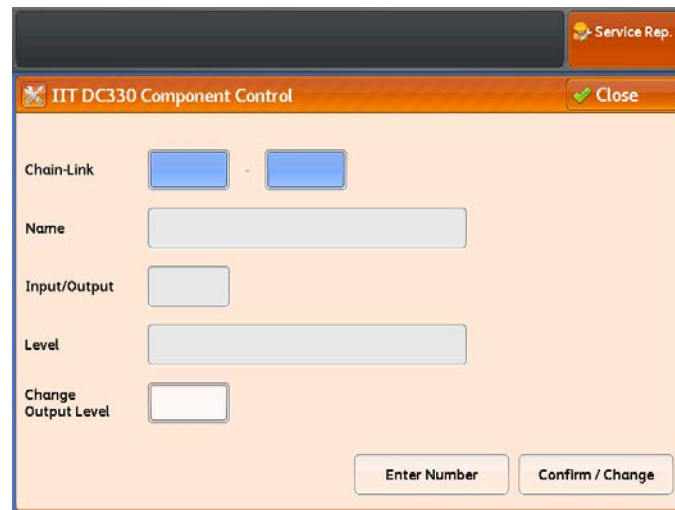 Service Rep.
IIT DC330 Component Control
Close
Chain-Link
-
Name
Input/Output
Level
Change
Output Level
Enter Number
Confirm / Change